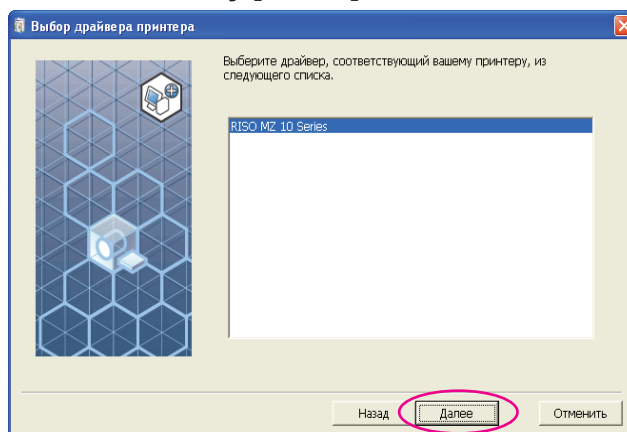 Выбор драйвера принтера
Выберите драйвер, соответствующий вашему принтеру, из
следующего списка.
RISO MZ 10 Series
Назад Далее Отменить